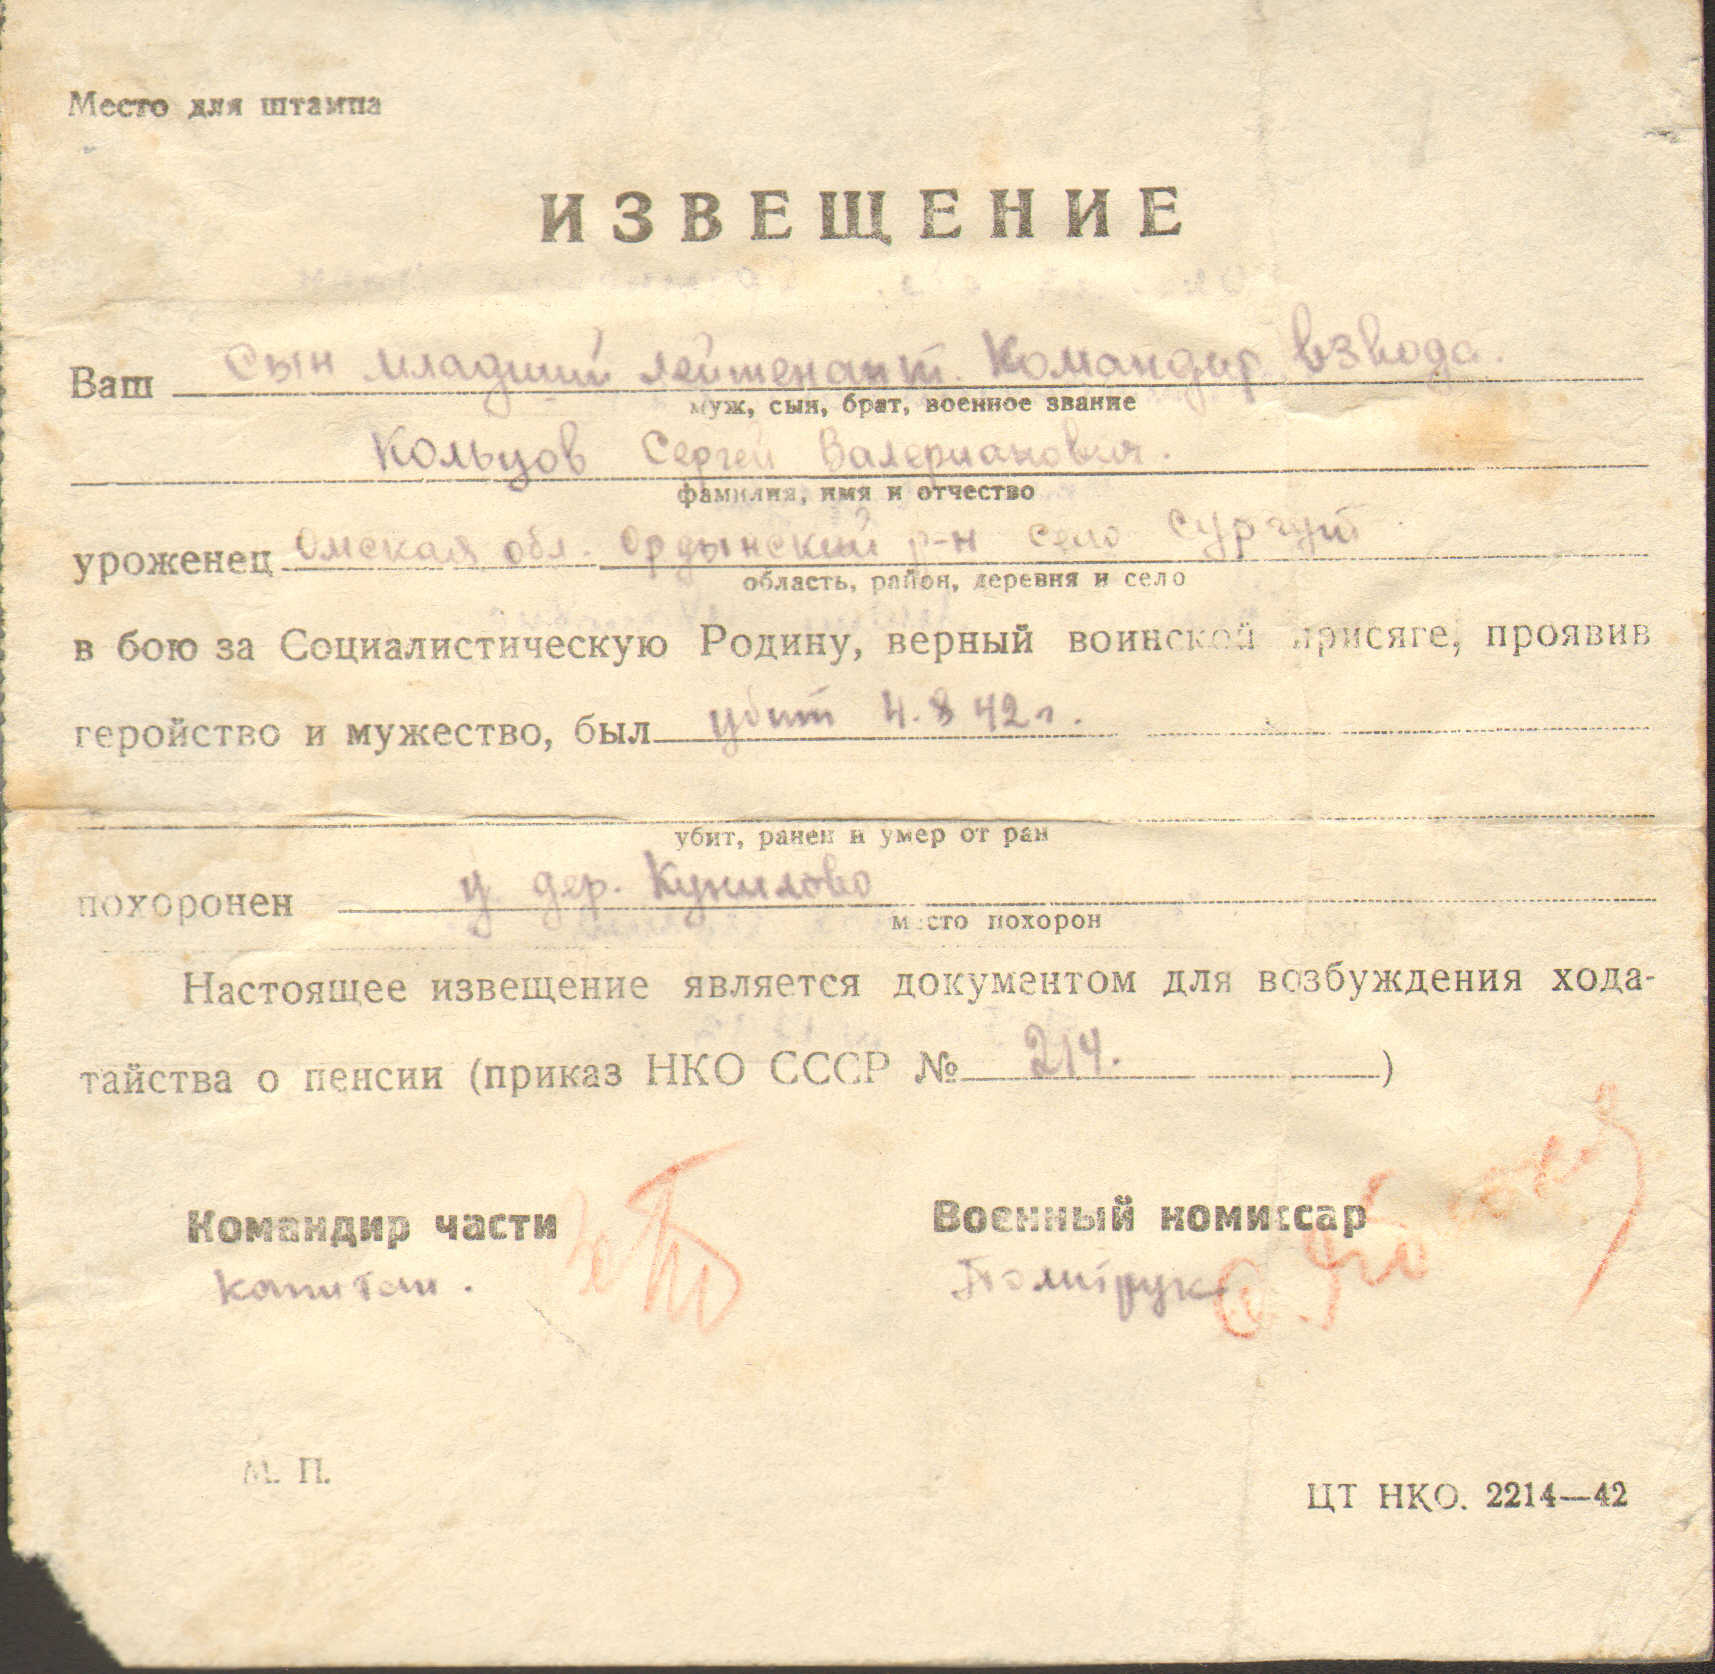 Место для штампа
ИЗВЕЩЕНИЕ
Ваш сын младший лейтенант. Командир взвода.
муж, сын, брат, военное звание
Кольцов Сергей Валерианович.
фамилия, имя и отчество
уроженец Омская обл. Ордынский р-н село Сургут
область, район, деревня и село
в бою за Социалистическую Родину, верный воинской присяге, проявив
геройство и мужество, был убит 4.8 42 г.
убит, ранен и умер от ран
похоронен у дер. Кунилово
место похорон
Настоящее извещение является документом для возбуждения хода-
тайства о пенсии (приказ НКО СССР № 214.)
Командир части Военный комиссар
капитан. Политрук
М. П.
ЦТ НКО. 2214—42